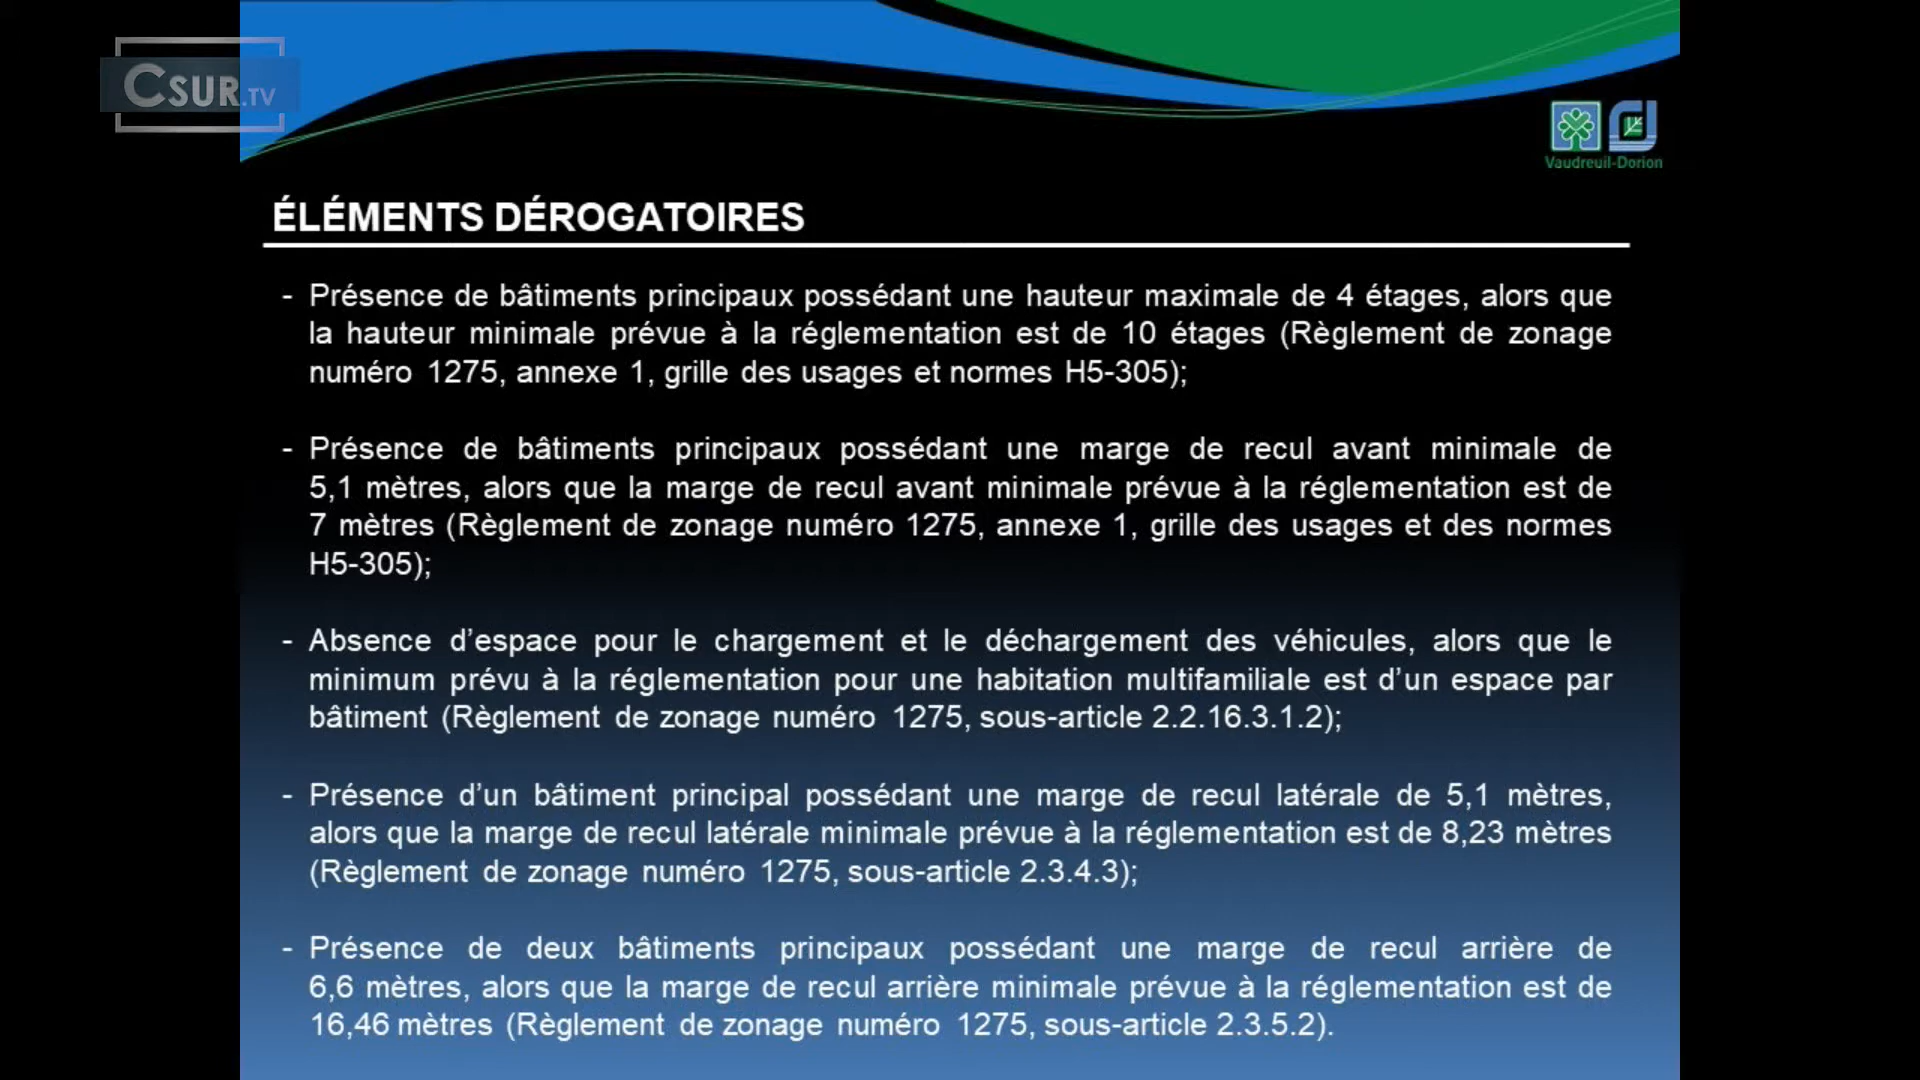 CSUR.TV
Vaudreuil-Dorion
ÉLÉMENTS DÉROGATOIRES
- Présence de bâtiments principaux possédant une hauteur maximale de 4 étages, alors que
la hauteur minimale prévue à la réglementation est de 10 étages (Règlement de zonage
numéro 1275, annexe 1, grille des usages et normes H5-305);
- Présence de bâtiments principaux possédant une marge de recul avant minimale de
5,1 mètres, alors que la marge de recul avant minimale prévue à la réglementation est de
7 mètres (Règlement de zonage numéro 1275, annexe 1, grille des usages et des normes
H5-305);
- Absence d’espace pour le chargement et le déchargement des véhicules, alors que le
minimum prévu à la réglementation pour une habitation multifamiliale est d’un espace par
bâtiment (Règlement de zonage numéro 1275, sous-article 2.2.16.3.1.2);
- Présence d’un bâtiment principal possédant une marge de recul latérale de 5,1 mètres,
alors que la marge de recul latérale minimale prévue à la réglementation est de 8,23 mètres
(Règlement de zonage numéro 1275, sous-article 2.3.4.3);
- Présence de deux bâtiments principaux possédant une marge de recul arrière de
6,6 mètres, alors que la marge de recul arrière minimale prévue à la réglementation est de
16,46 mètres (Règlement de zonage numéro 1275, sous-article 2.3.5.2).